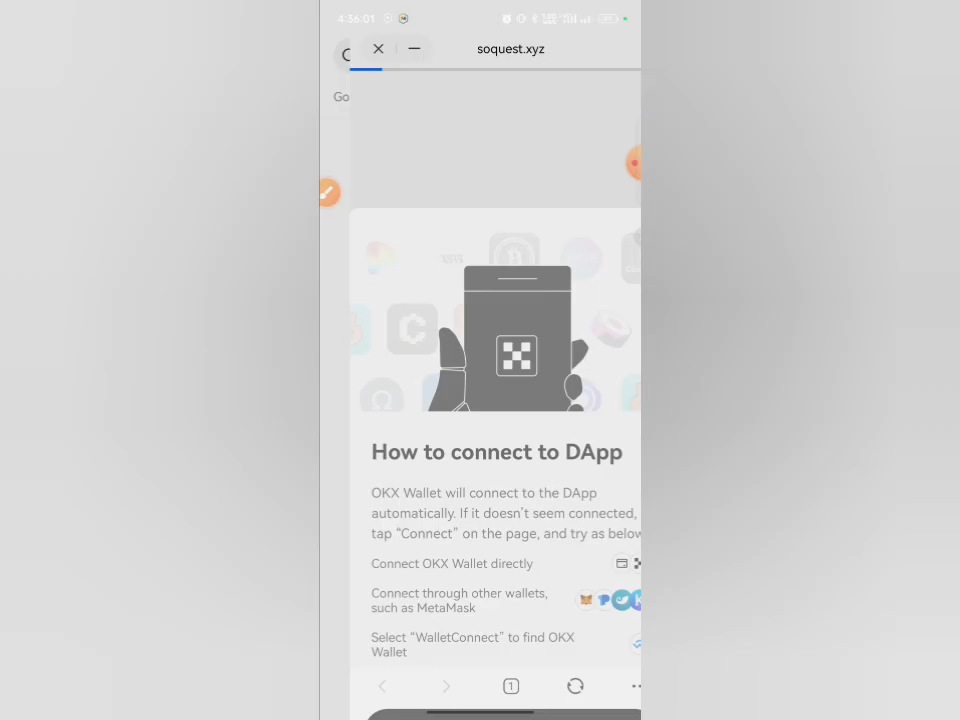 4:36:01
soquest.xyz
Go
How to connect to DApp
OKX Wallet will connect to the DApp
automatically. If it doesn't seem connected,
tap “Connect” on the page, and try as below
Connect OKX Wallet directly
Connect through other wallets,
such as MetaMask
Select “WalletConnect” to find OKX
Wallet
1